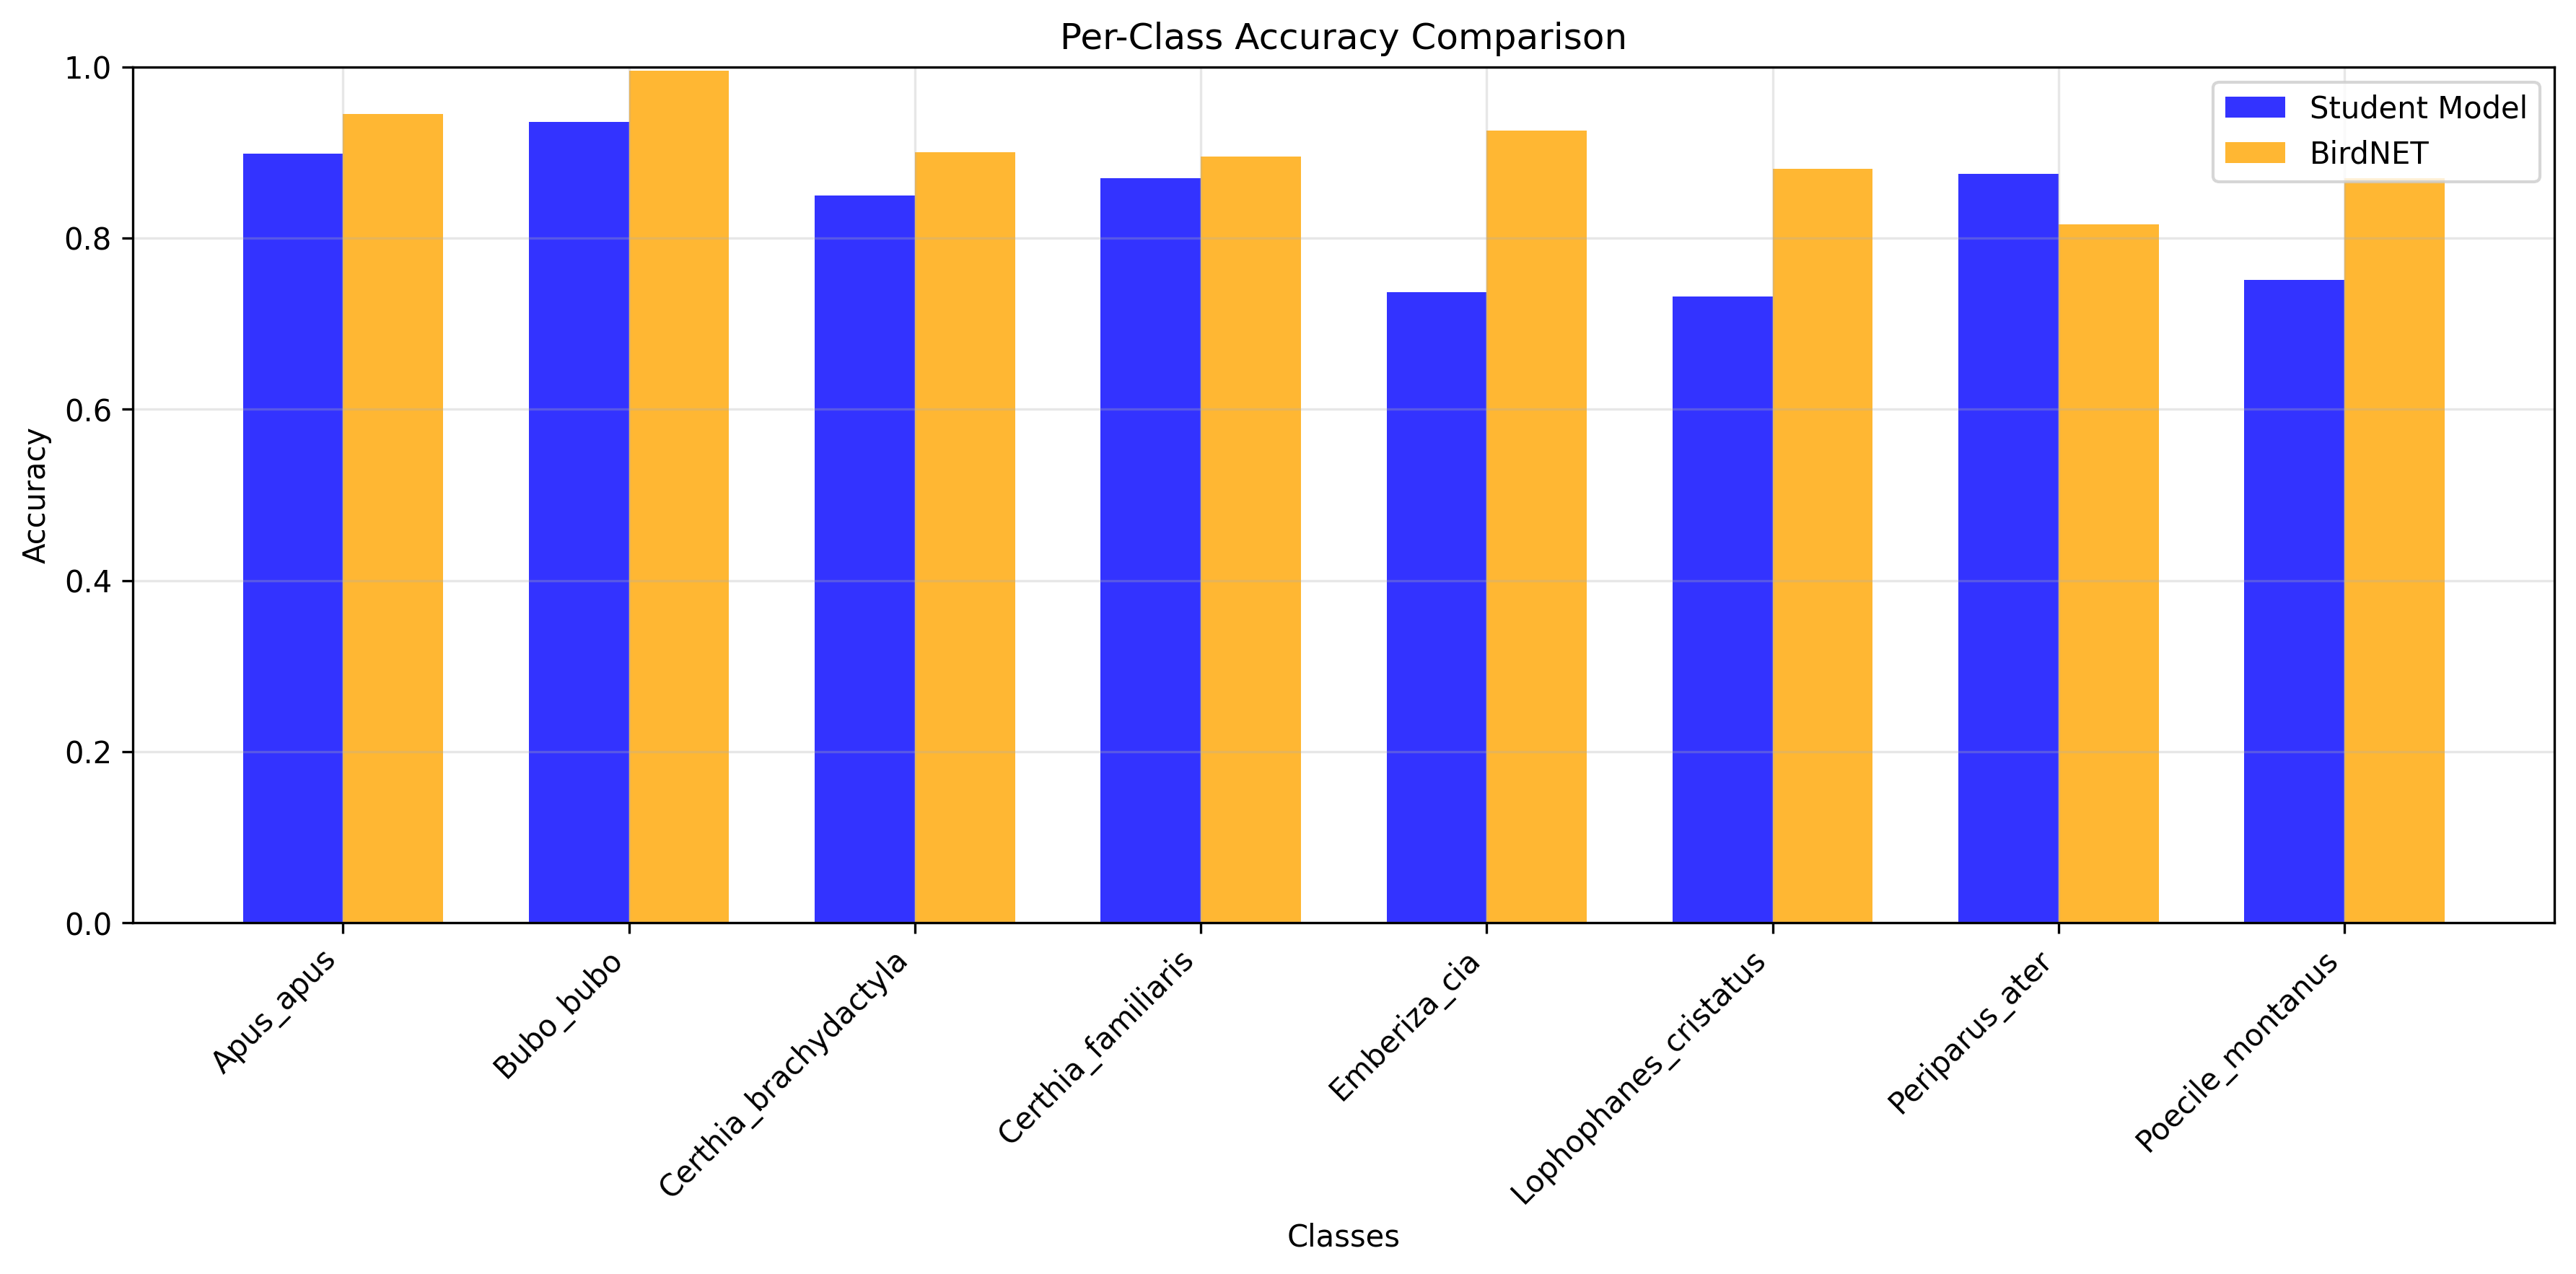 Per-Class Accuracy Comparison
Student Model
BirdNET
Accuracy
1.0
0.8
0.6
0.4
0.2
0.0
Apus_apus
Bubo_bubo
Certhia_brachydactyla
Certhia_familiaris
Emberiza_cia
Lophophanes_cristatus
Periparus_ater
Poecile_montanus
Classes